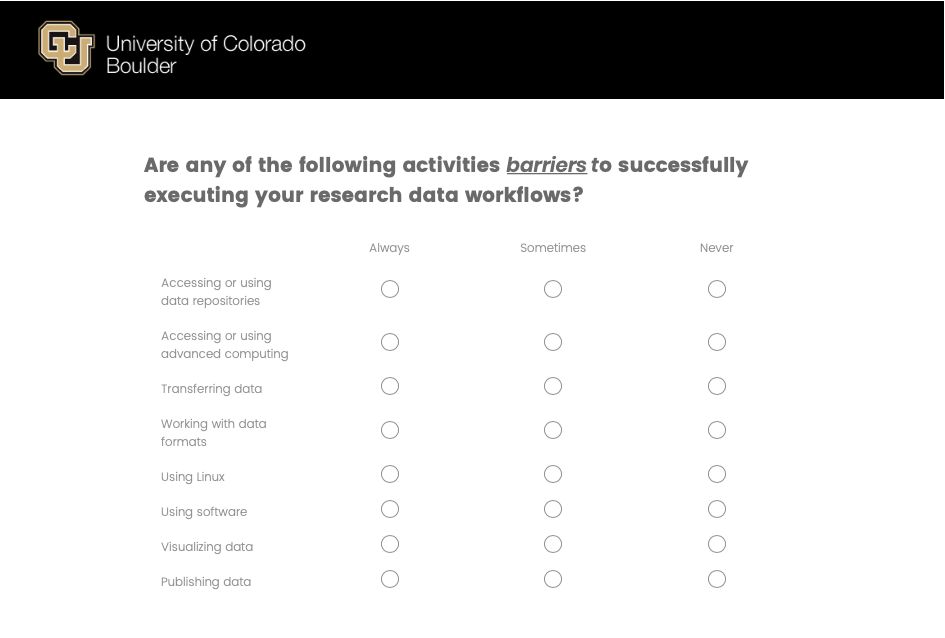 CU
University of Colorado
Boulder
Are any of the following activities barriers to successfully
executing your research data workflows?
Always Sometimes Never
Accessing or using
data repositories
Accessing or using
advanced computing
Transferring data
Working with data
formats
Using Linux
Using software
Visualizing data
Publishing data